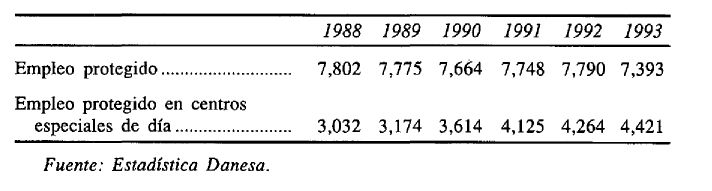 1988 1989 1990 1991 1992 1993
Empleo protegido ........................... 7,802 7,775 7,664 7,748 7,790 7,393
Empleo protegido en centros
especiales de día ........................ 3,032 3,174 3,614 4,125 4,264 4,421
Fuente: Estadística Danesa.